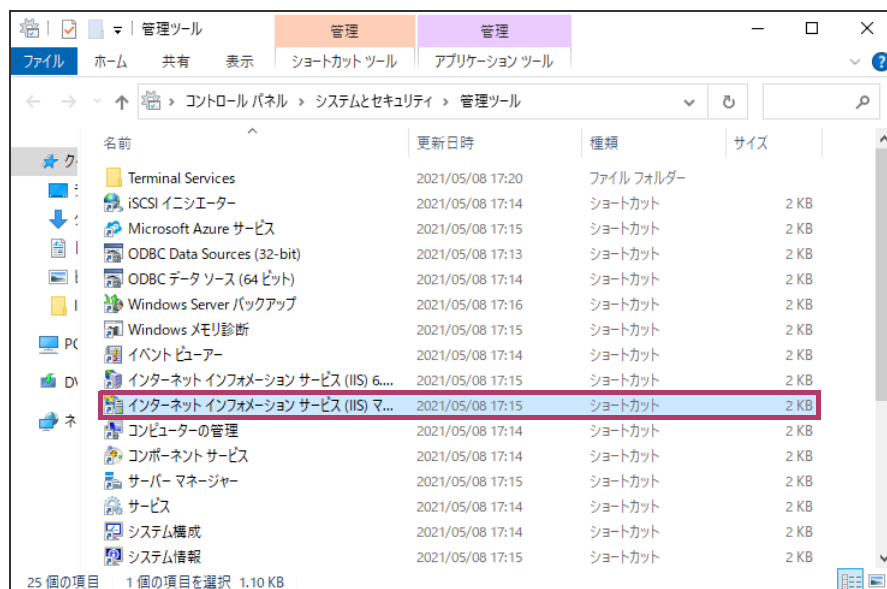 管理ツール 管理 管理
ファイル ホーム 共有 表示 ショートカット ツール アプリケーション ツール
コントロール パネル › システムとセキュリティ › 管理ツール
名前 更新日時 種類 サイズ
Terminal Services 2021/05/08 17:20 ファイル フォルダー
iSCSI イニシエーター 2021/05/08 17:14 ショートカット 2 KB
Microsoft Azure サービス 2021/05/08 17:15 ショートカット 2 KB
ODBC Data Sources (32-bit) 2021/05/08 17:13 ショートカット 2 KB
ODBC データ ソース (64 ビット) 2021/05/08 17:14 ショートカット 2 KB
Windows Server バックアップ 2021/05/08 17:16 ショートカット 2 KB
Windows メモリ診断 2021/05/08 17:15 ショートカット 2 KB
イベント ビューアー 2021/05/08 17:14 ショートカット 2 KB
インターネット インフォメーション サービス (IIS) 6.... 2021/05/08 17:15 ショートカット 2 KB
インターネット インフォメーション サービス (IIS) マ... 2021/05/08 17:15 ショートカット 2 KB
コンピューターの管理 2021/05/08 17:14 ショートカット 2 KB
コンポーネント サービス 2021/05/08 17:14 ショートカット 2 KB
サーバー マネージャー 2021/05/08 17:15 ショートカット 2 KB
サービス 2021/05/08 17:14 ショートカット 2 KB
システム構成 2021/05/08 17:14 ショートカット 2 KB
システム情報 2021/05/08 17:15 ショートカット 2 KB
ク
PC
ネ
25 個の項目 1 個の項目を選択 1.10 KB